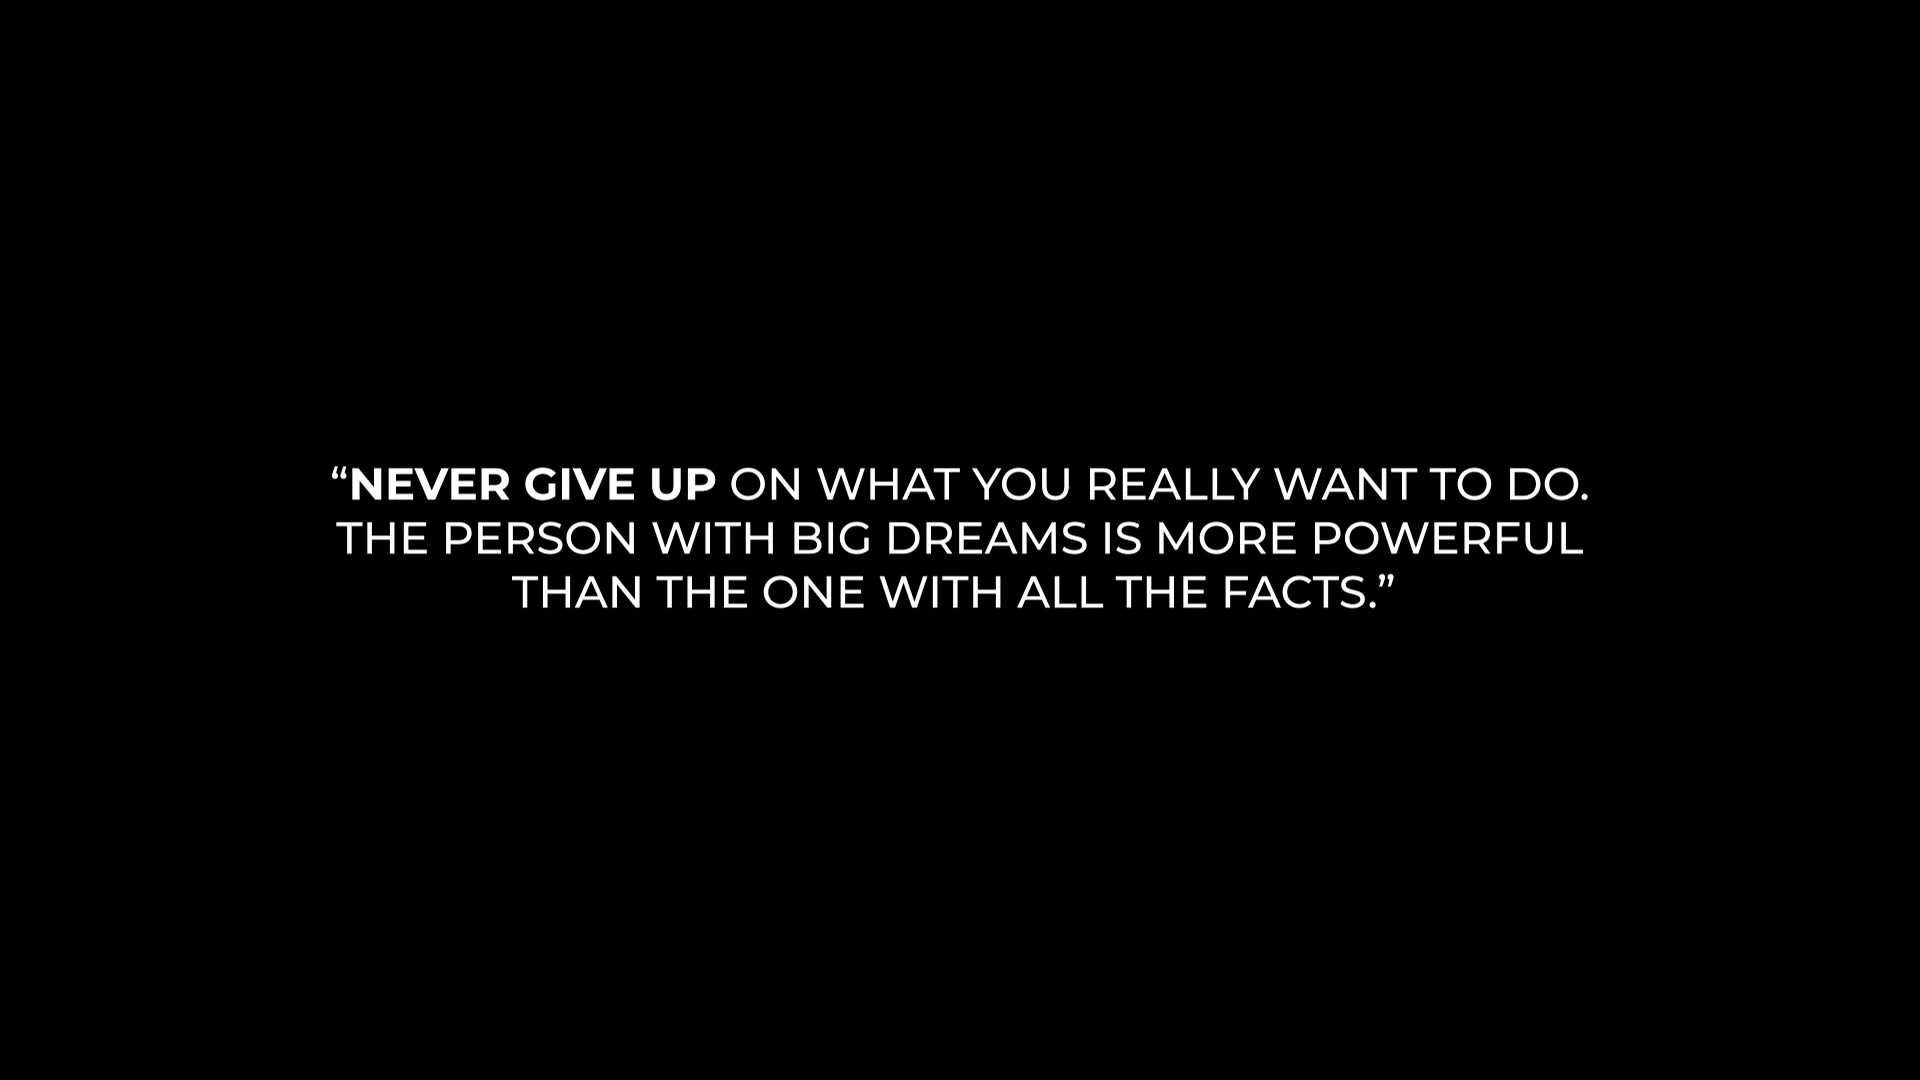 “NEVER GIVE UP ON WHAT YOU REALLY WANT TO DO.
THE PERSON WITH BIG DREAMS IS MORE POWERFUL
THAN THE ONE WITH ALL THE FACTS.”